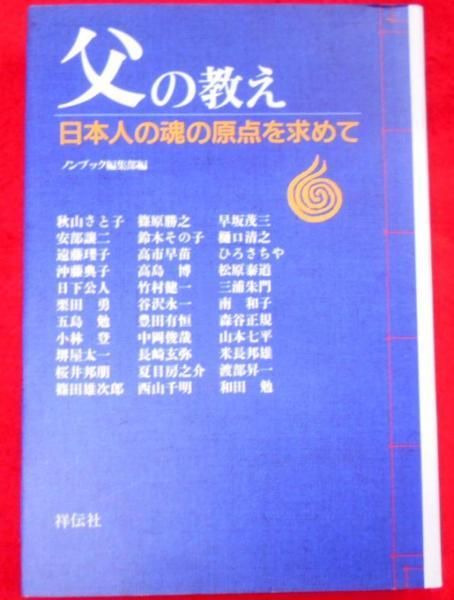 父の教え
日本人の魂の原点を求めて
ノンブック編集部編
秋山さと子 篠原勝之 早坂茂三
安部譲二 鈴木その子 樋口清之
遠藤瓔子 高市早苗 ひろさちや
沖藤典子 高島 博 松原泰道
日下公人 竹村健一 三浦朱門
栗田 勇 谷沢永一 南 和子
五島 勉 豊田有恒 森谷正規
小林 登 中岡俊哉 山本七平
堺屋太一 長崎玄弥 米長邦雄
桜井邦朋 夏目房之介 渡部昇一
篠田雄次郎 西山千明 和田 勉
祥伝社